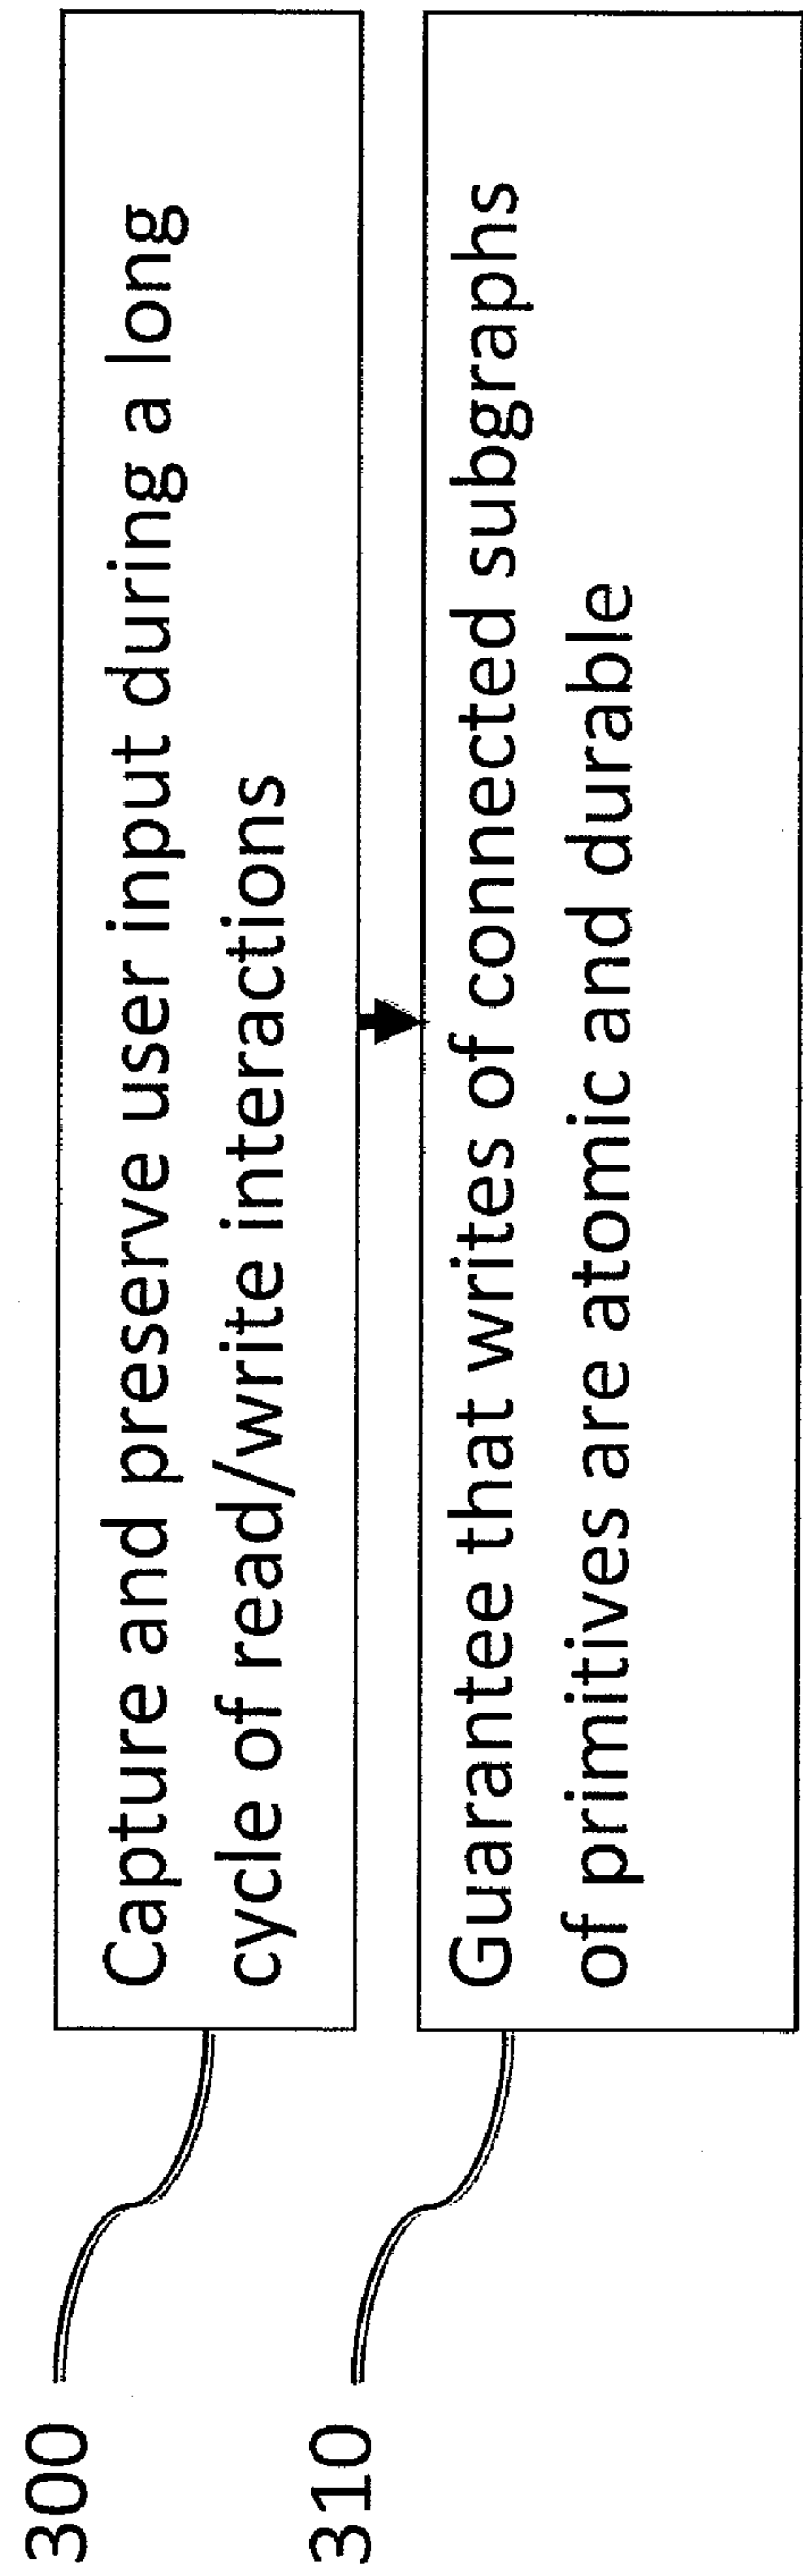 300
Capture and preserve user input during a long
cycle of read/write interactions
310
Guarantee that writes of connected subgraphs
of primitives are atomic and durable